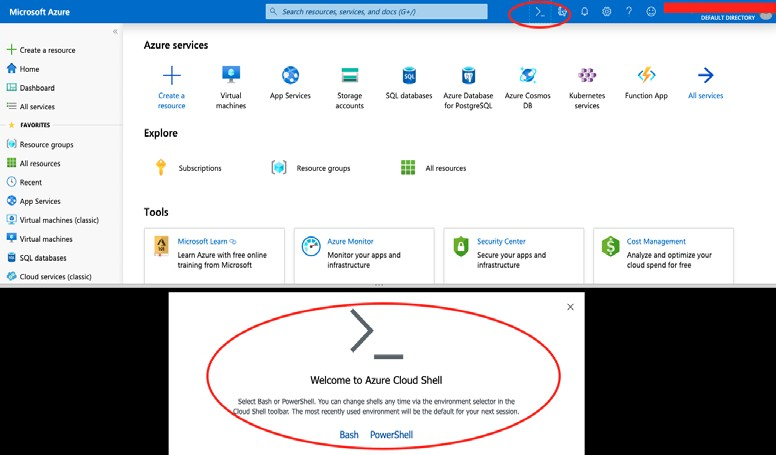 Microsoft Azure
Search resources, services, and docs (G+/)
DEFAULT DIRECTORY
Create a resource
Home
Dashboard
All services
FAVORITES
Resource groups
All resources
Recent
App Services
Virtual machines (classic)
Virtual machines
SQL databases
Cloud services (classic)
Azure services
Create a
resource
Virtual
machines
App Services
Storage
accounts
SQL databases
Azure Database
for PostgreSQL
Azure Cosmos
DB
Kubernetes
services
Function App
All services
Explore
Subscriptions
Resource groups
All resources
Tools
Microsoft Learn
Learn Azure with free online
training from Microsoft
Azure Monitor
Monitor your apps and
infrastructure
Security Center
Secure your apps and
infrastructure
Cost Management
Analyze and optimize your
cloud spend for free
Welcome to Azure Cloud Shell
Select Bash or PowerShell. You can change shells any time via the environment selector in the
Cloud Shell toolbar. The most recently used environment will be the default for your next session.
Bash PowerShell